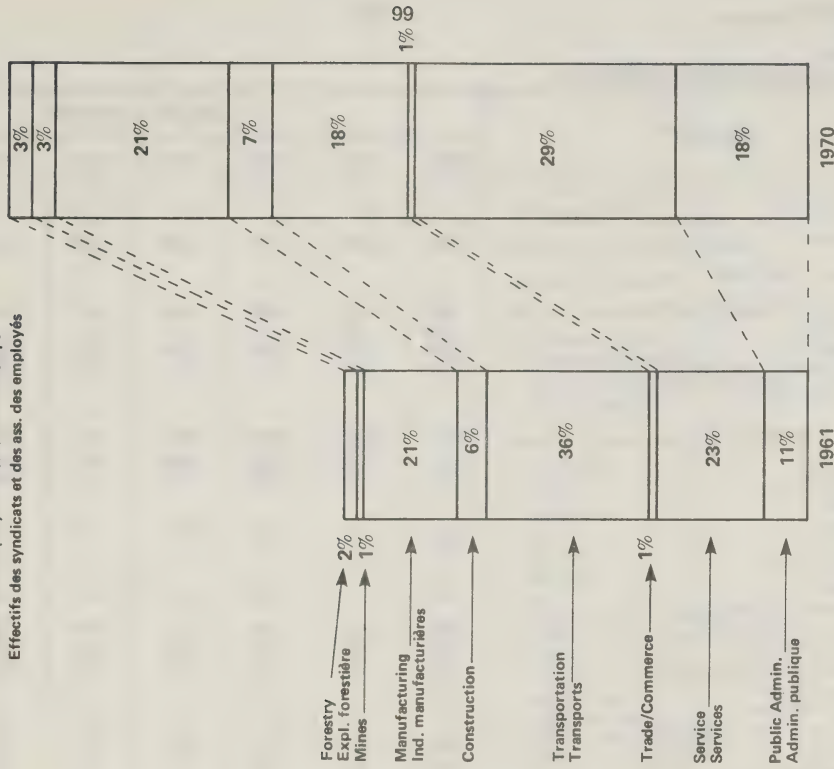 Effectifs des syndicats et des ass. des employés
Forestry
Expl. forestière
2%
Mines
1%
Manufacturing
Ind. manufacturières
21%
Construction
6%
Transportation
Transports
36%
Trade/Commerce
1%
Service
Services
23%
Public Admin.
Admin. publique
11%
1961
3%
3%
21%
7%
18%
1%
29%
18%
1970
99